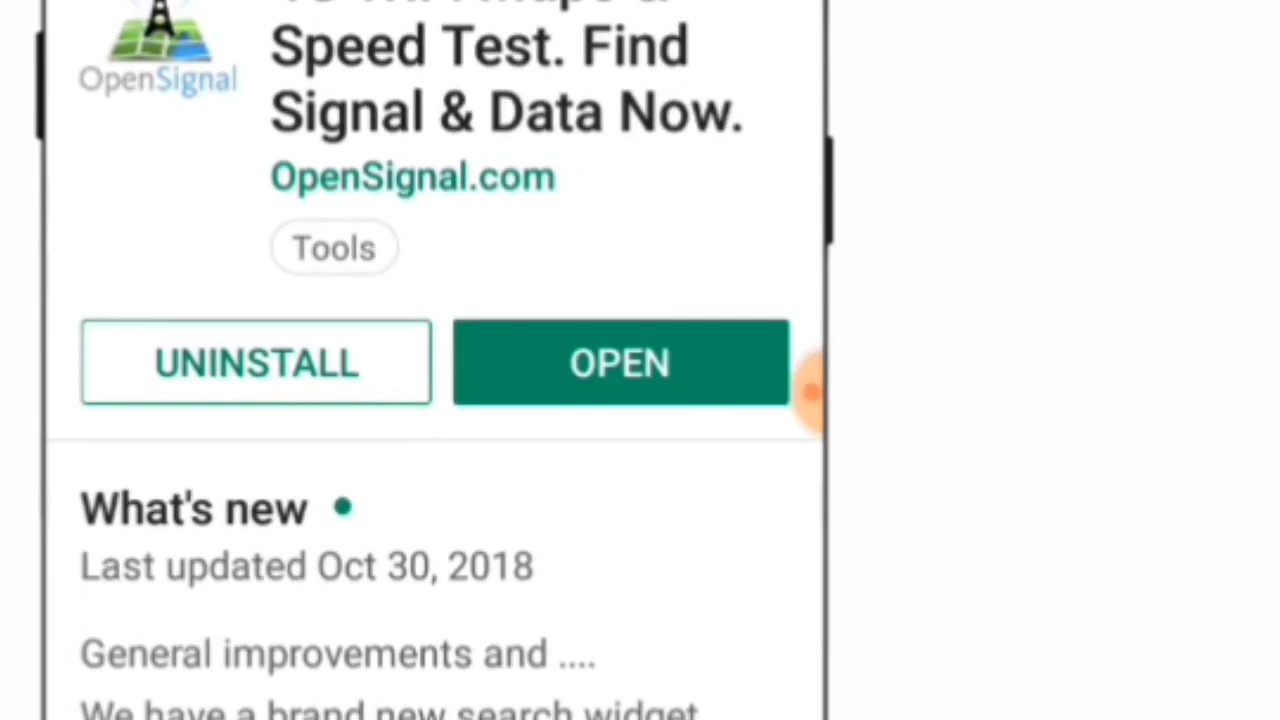 Speed Test. Find
Signal & Data Now.
OpenSignal
OpenSignal.com
Tools
UNINSTALL
OPEN
What's new
Last updated Oct 30, 2018
General improvements and ....
We have a brand new search widget